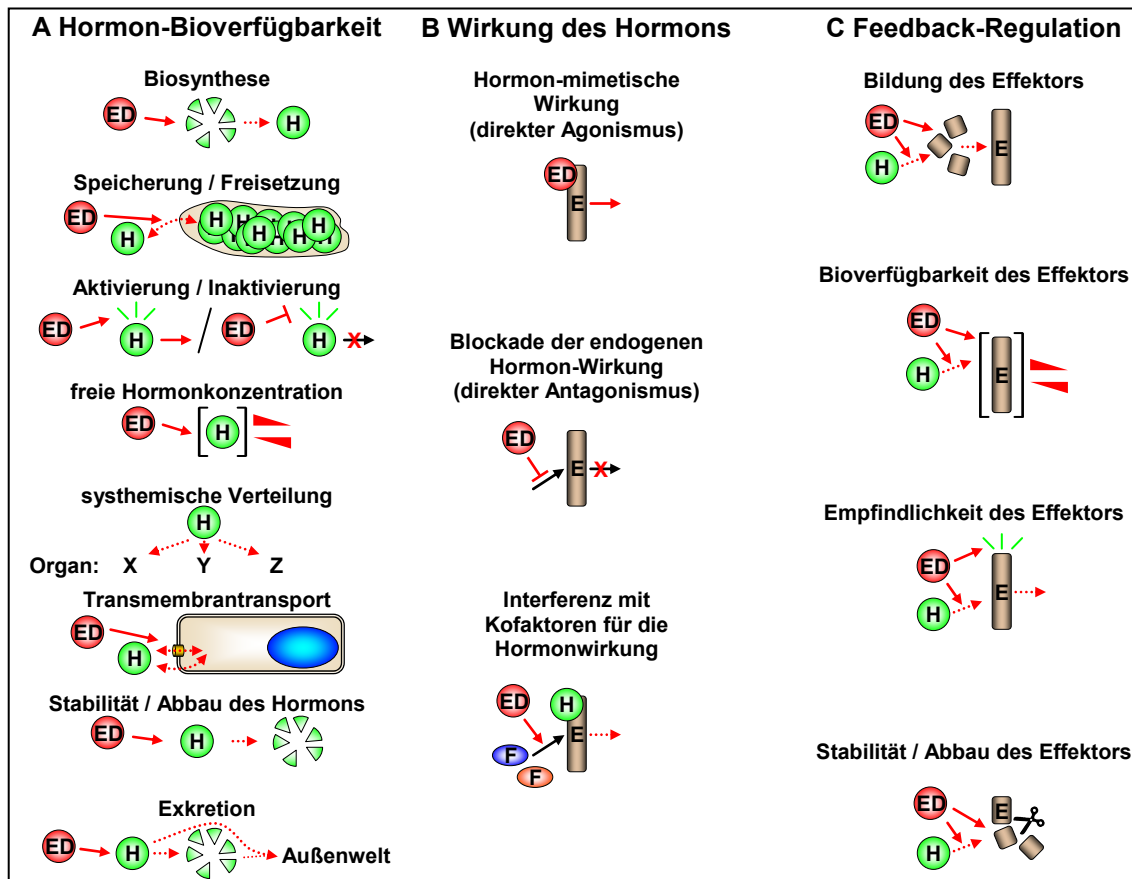 A Hormon-Bioverfügbarkeit
Biosynthese
ED
H
Speicherung / Freisetzung
ED
H
H H H H H
H H H H H
Aktivierung / Inaktivierung
ED
H
/
ED
H
X
freie Hormonkonzentration
ED
[H]
systhemische Verteilung
H
Organ: X Y Z
Transmembrantransport
ED
H
Stabilität / Abbau des Hormons
ED
H
Exkretion
ED
H
Außenwelt
B Wirkung des Hormons
Hormon-mimetische
Wirkung
(direkter Agonismus)
ED
E
Blockade der endogenen
Hormon-Wirkung
(direkter Antagonismus)
ED
E
X
Interferenz mit
Kofaktoren für die
Hormonwirkung
ED
H
E
F
F
C Feedback-Regulation
Bildung des Effektors
ED
H
E
Bioverfügbarkeit des Effektors
ED
H
[E]
Empfindlichkeit des Effektors
ED
H
E
Stabilität / Abbau des Effektors
ED
H
E